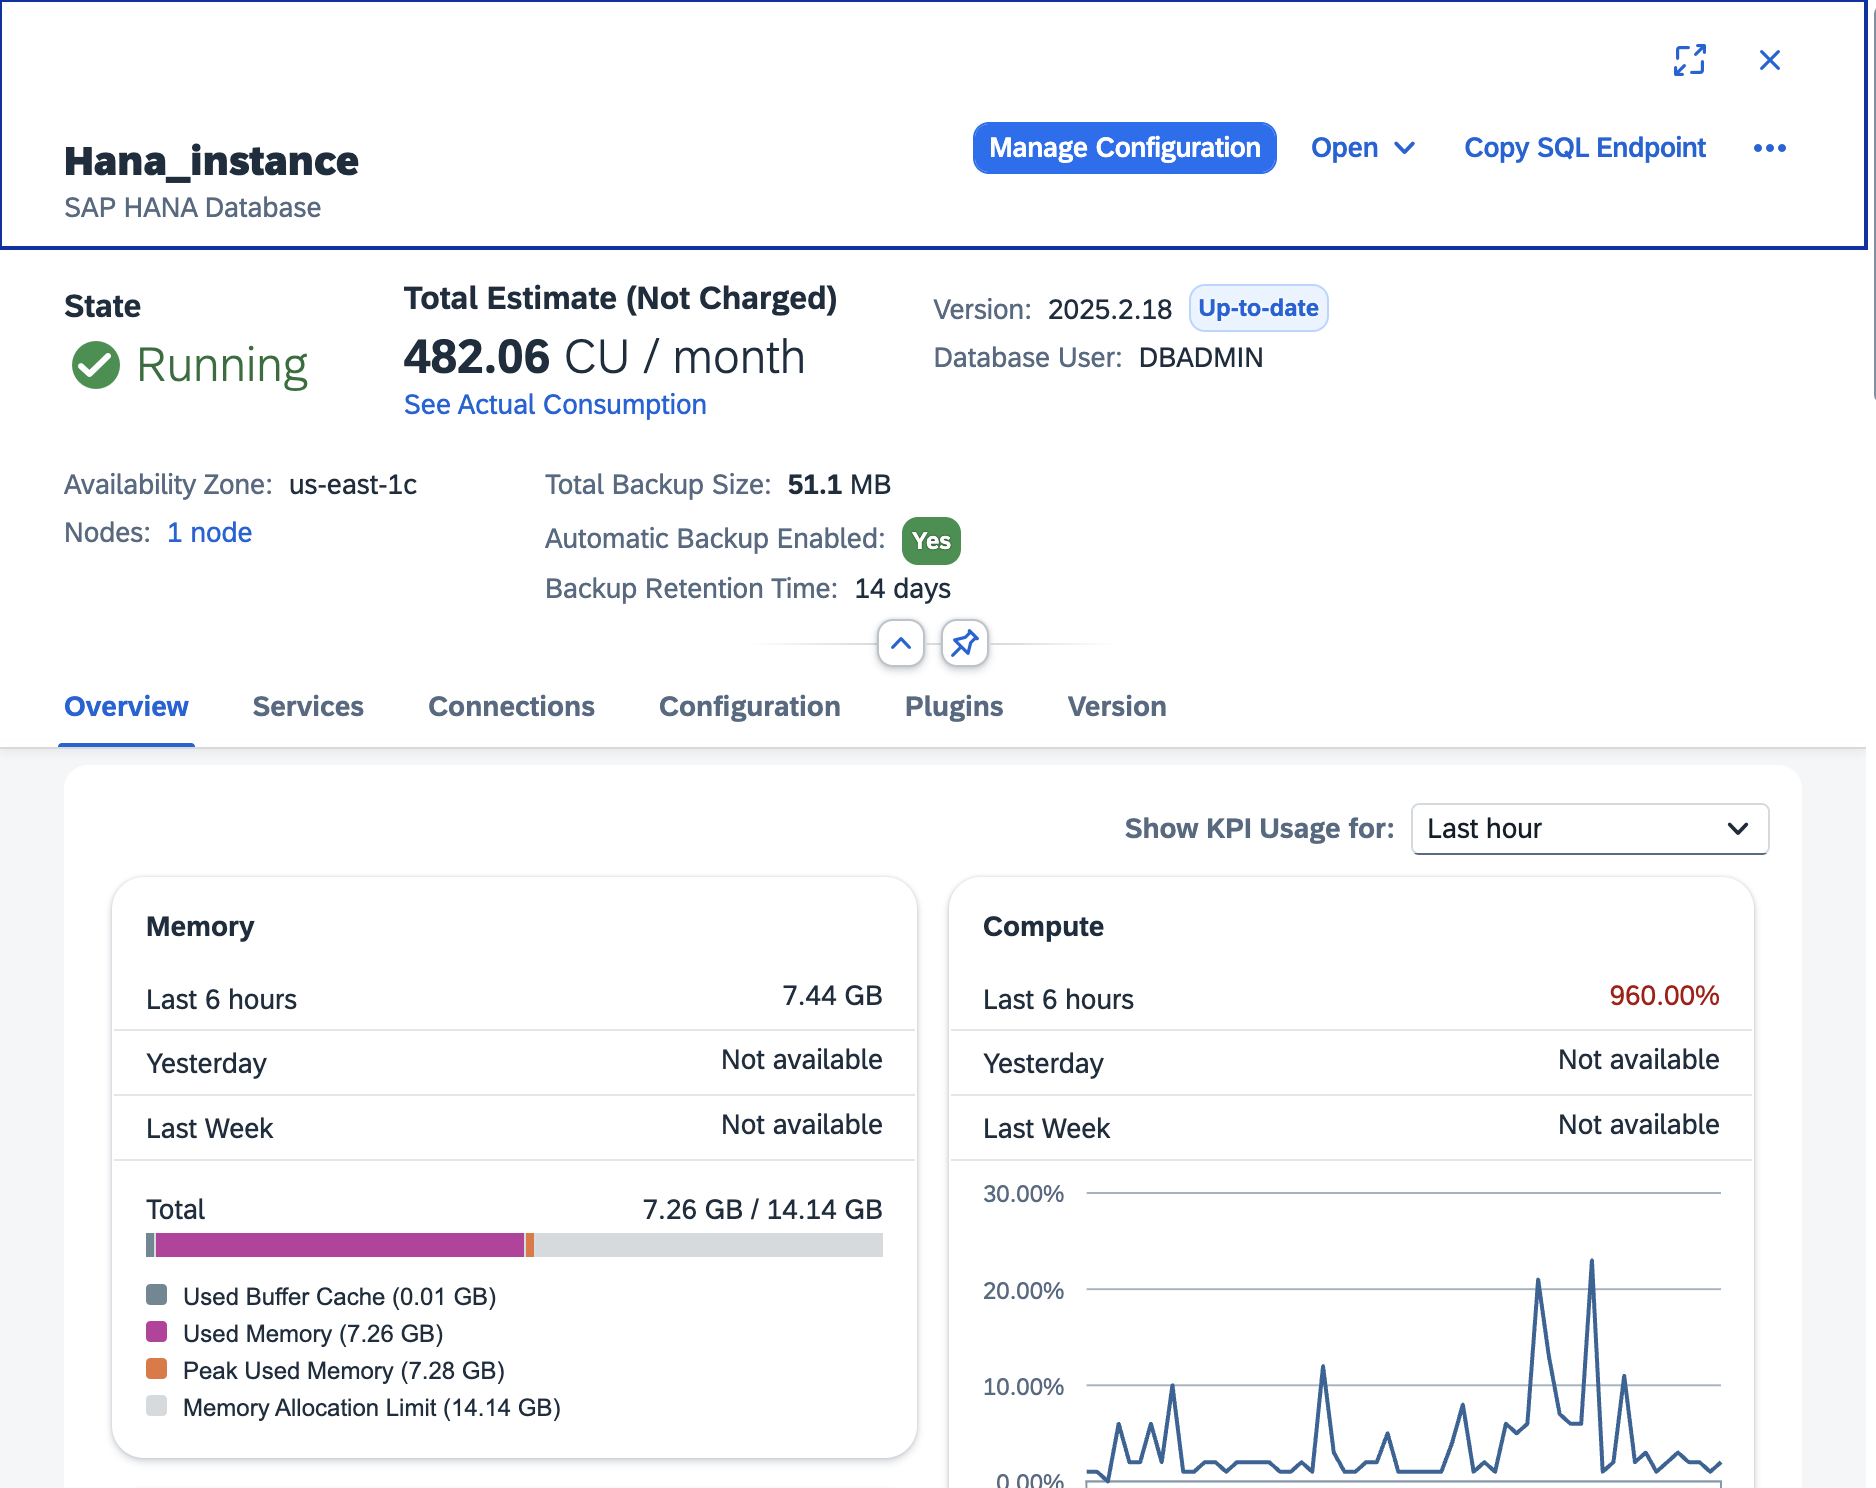 Manage Configuration Open Copy SQL Endpoint
Hana_instance
SAP HANA Database
State
Running
Total Estimate (Not Charged)
482.06 CU / month
See Actual Consumption
Version: 2025.2.18 Up-to-date
Database User: DBADMIN
Availability Zone: us-east-1c
Nodes: 1 node
Total Backup Size: 51.1 MB
Automatic Backup Enabled: Yes
Backup Retention Time: 14 days
Overview Services Connections Configuration Plugins Version
Show KPI Usage for: Last hour
Memory
Last 6 hours 7.44 GB
Yesterday Not available
Last Week Not available
Total 7.26 GB / 14.14 GB
Used Buffer Cache (0.01 GB)
Used Memory (7.26 GB)
Peak Used Memory (7.28 GB)
Memory Allocation Limit (14.14 GB)
Compute
Last 6 hours 960.00%
Yesterday Not available
Last Week Not available
30.00%
20.00%
10.00%
0.00%